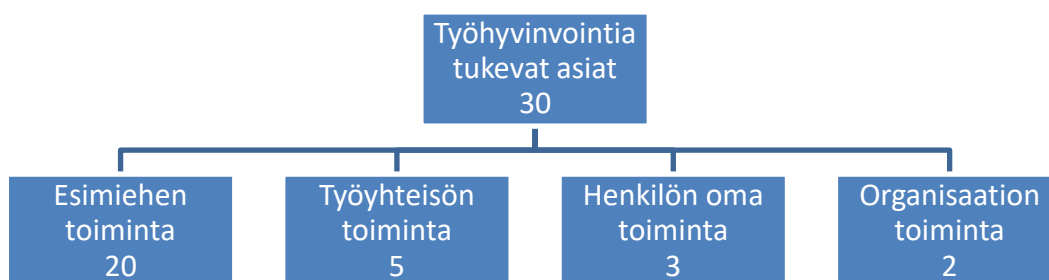 Työhyvinvointia
tukevat asiat
30
Esimiehen
toiminta
20
Työyhteisön
toiminta
5
Henkilön oma
toiminta
3
Organisaation
toiminta
2